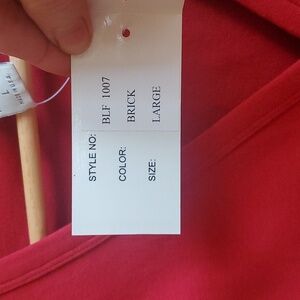 STYLE NO: BLF 1007
COLOR: BRICK
SIZE: LARGE
L